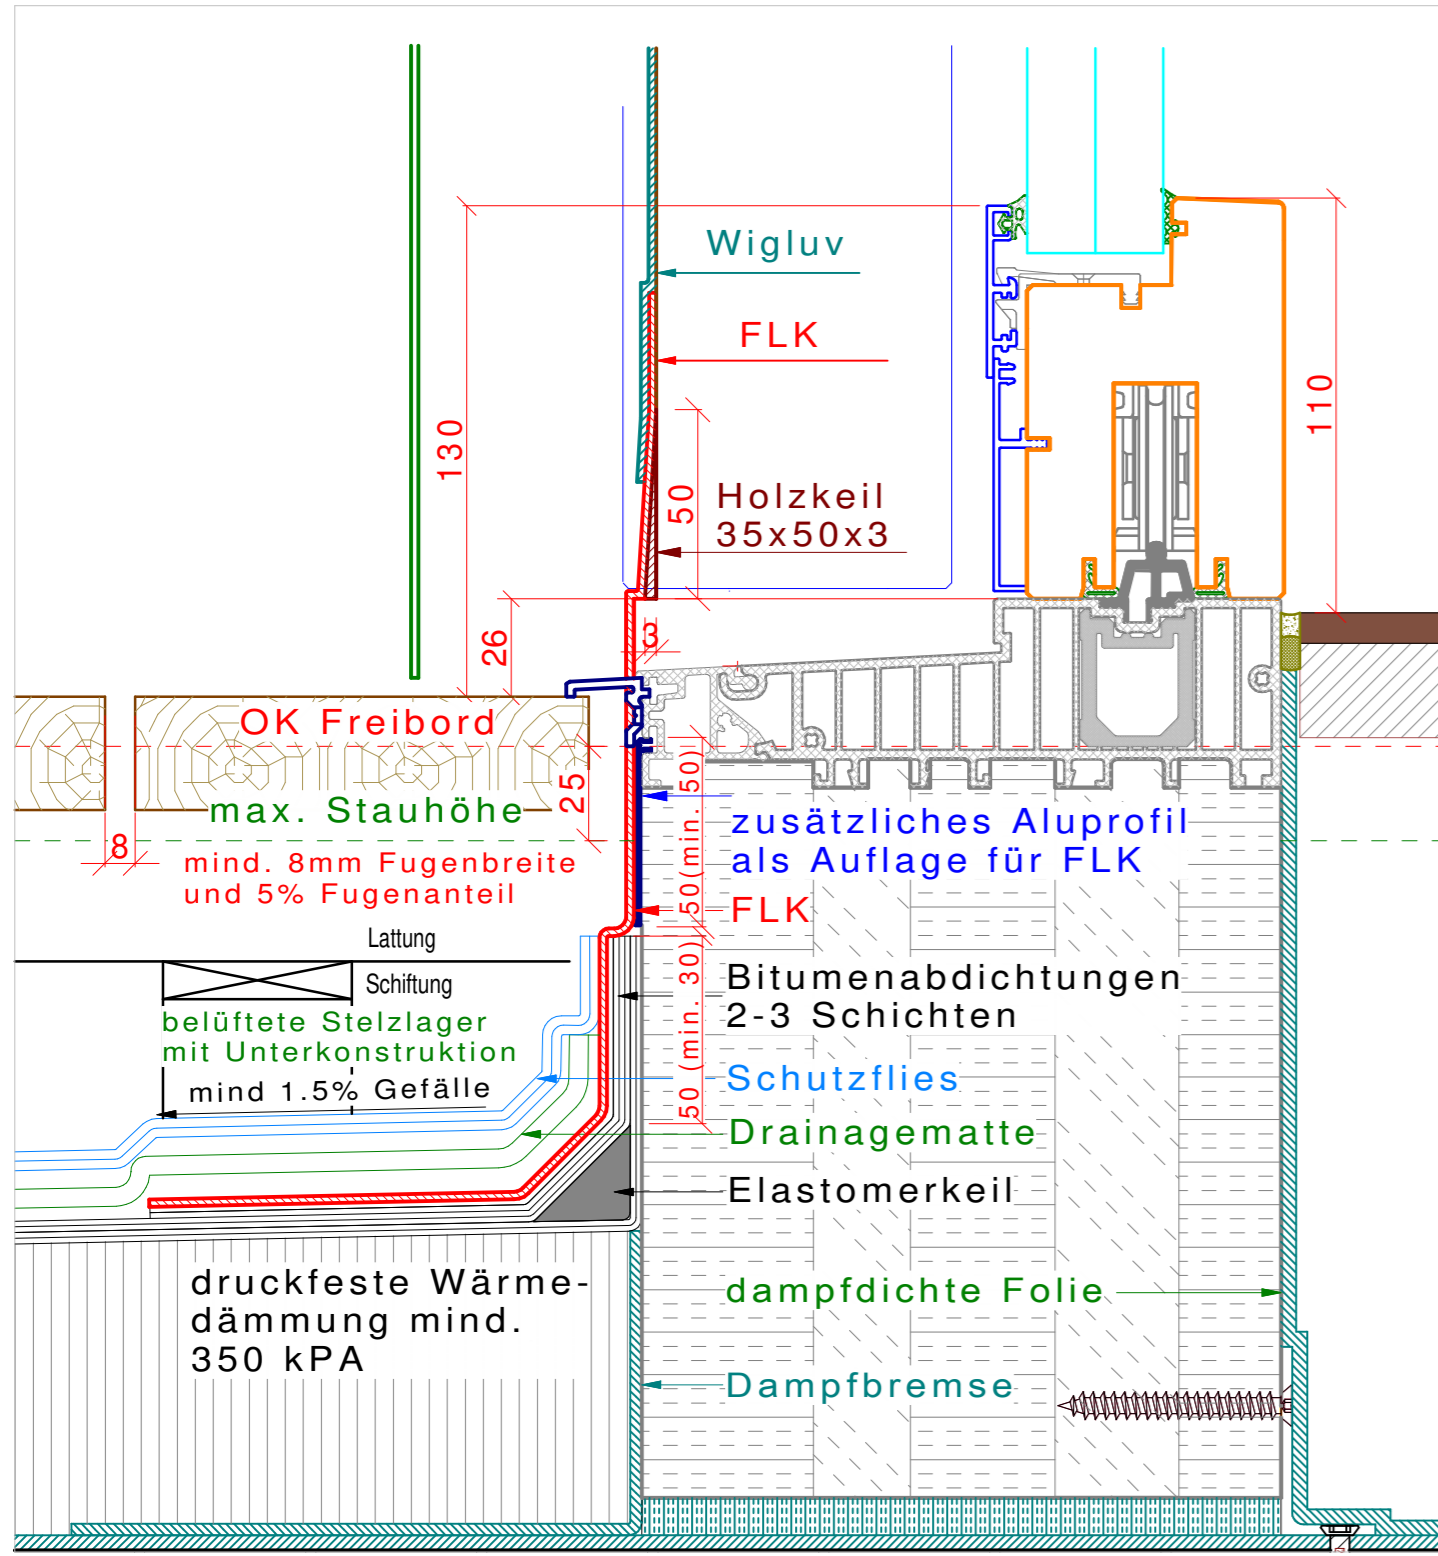 Wigluv
FLK
130
110
50
Holzkeil
35x50x3
26
3
OK Freibord
25
50(min. 50)
max. Stauhöhe
zusätzliches Aluprofil
als Auflage für FLK
8
mind. 8mm Fugenbreite
und 5% Fugenanteil
FLK
Lattung
Schiftung
50 (min. 30)
Bitumenabdichtungen
2-3 Schichten
belüftete Stelzlager
mit Unterkonstruktion
mind 1.5% Gefälle
Schutzflies
Drainagematte
Elastomerkeil
druckfeste Wärme-
dämmung mind.
350 kPA
dampfdichte Folie
Dampfbremse